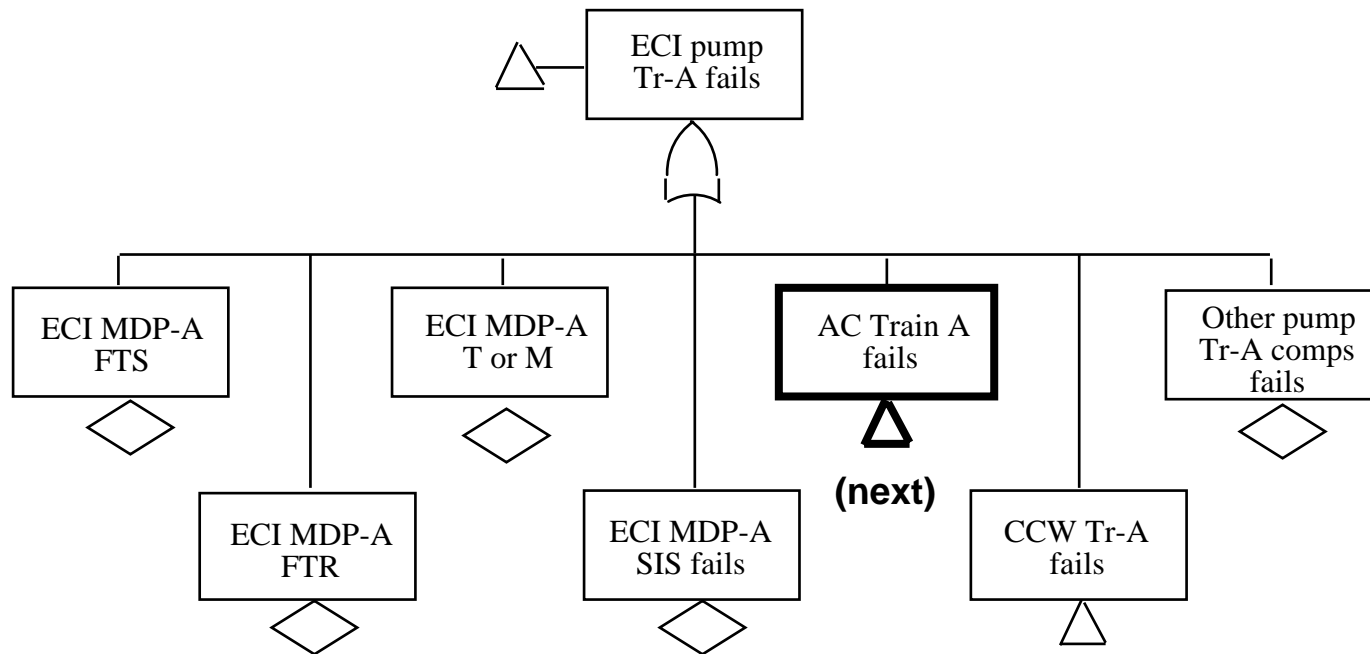 ECI pump
Tr-A fails
ECI MDP-A
FTS
ECI MDP-A
T or M
AC Train A
fails
Other pump
Tr-A comps
fails
(next)
ECI MDP-A
FTR
ECI MDP-A
SIS fails
CCW Tr-A
fails